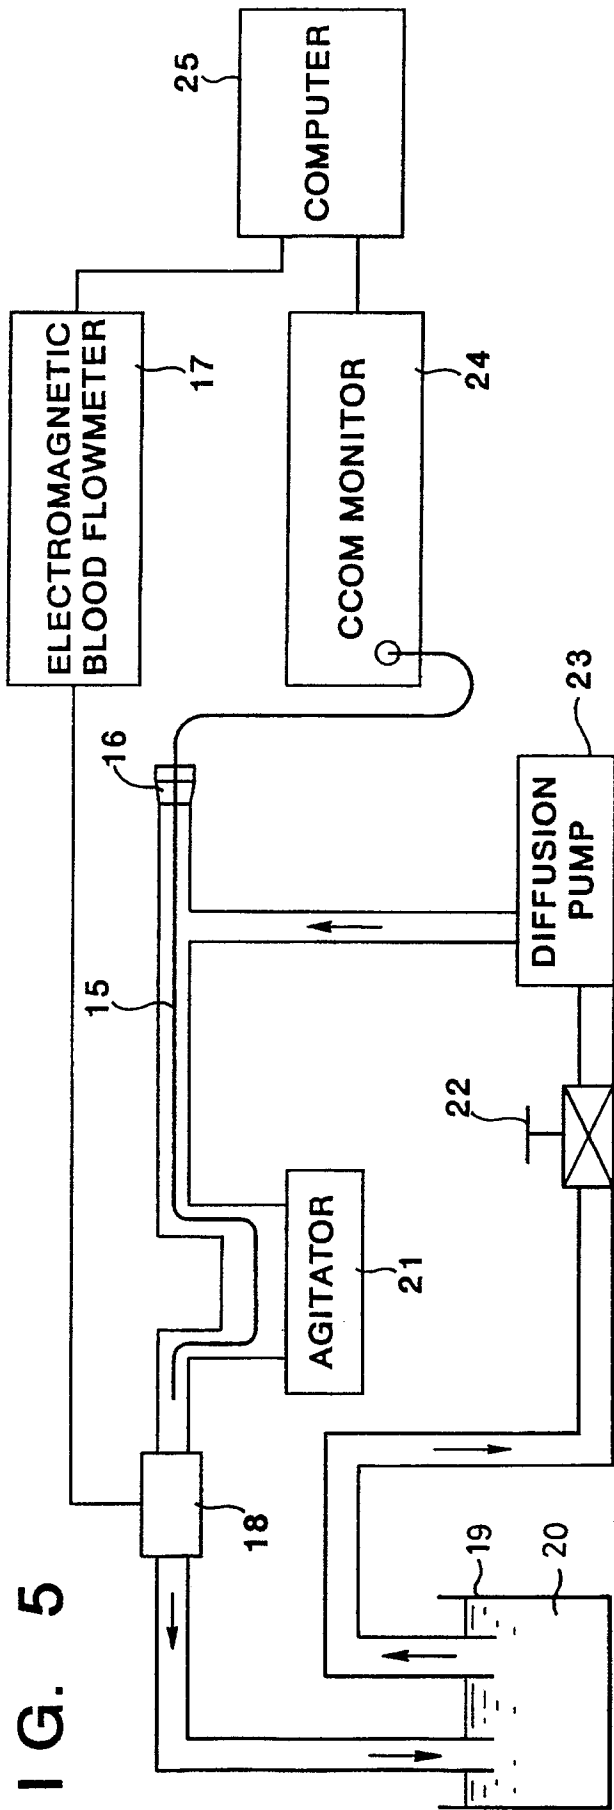 IG. 5
ELECTROMAGNETIC
BLOOD FLOWMETER
17
25
COMPUTER
16
15
18
CCOM MONITOR
24
AGITATOR
21
22
DIFFUSION
PUMP
23
19
20